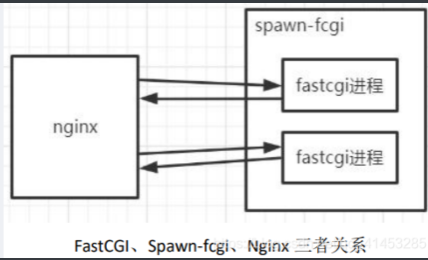 spawn-fcgi
fastcgi进程
nginx
fastcgi进程
FastCGI、Spawn-fcgi、Nginx 三者关系
41453285